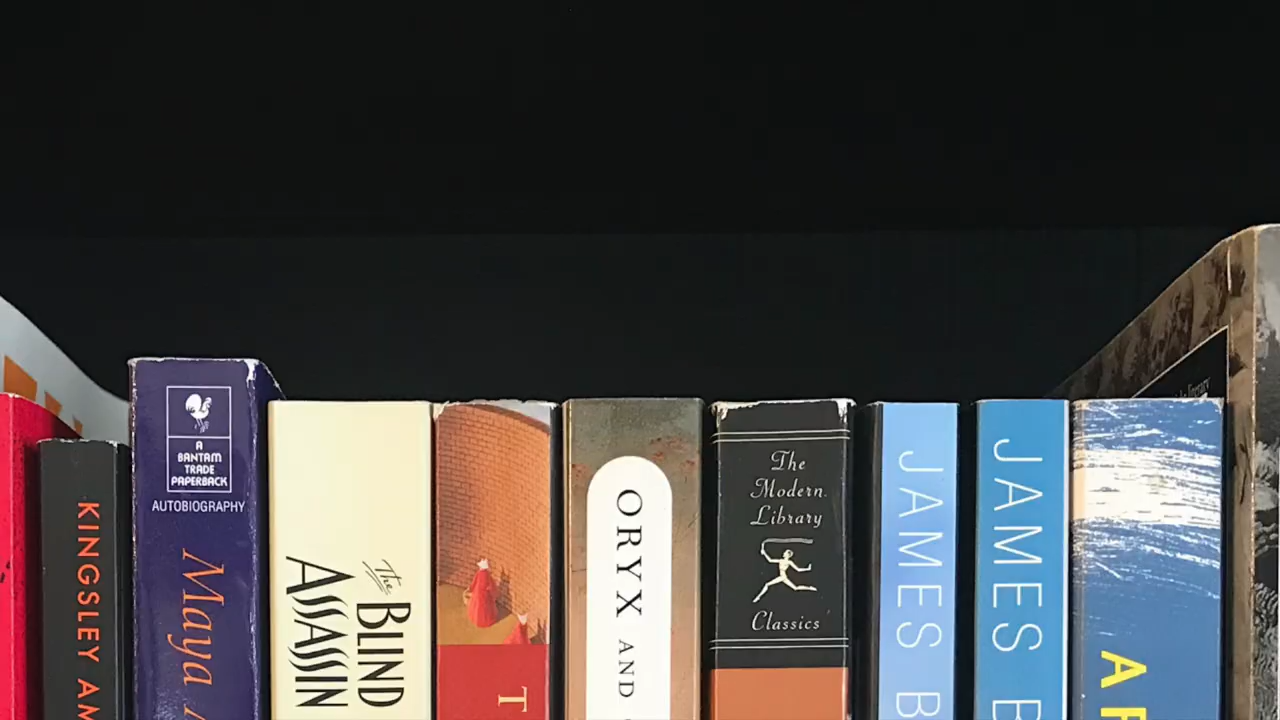 KINGSLEY AM
A
BANTAM
TRADE
PAPERBACK
AUTOBIOGRAPHY
Maya
The
BLIND
ASSASSIN
T
ORYX AND
The
Modern
Library
Classics
JAMES B
JAMES B
A